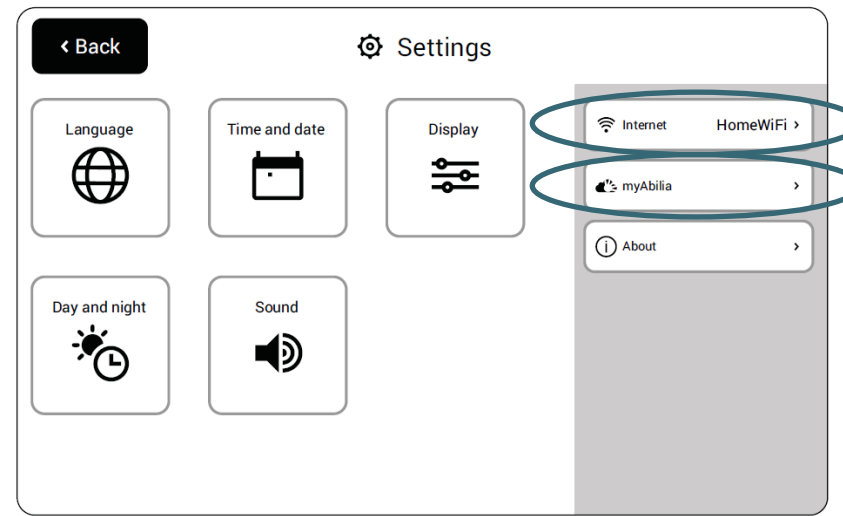 Back
Settings
Language
Time and date
Display
Internet HomeWiFi
myAbilia
About
Day and night
Sound